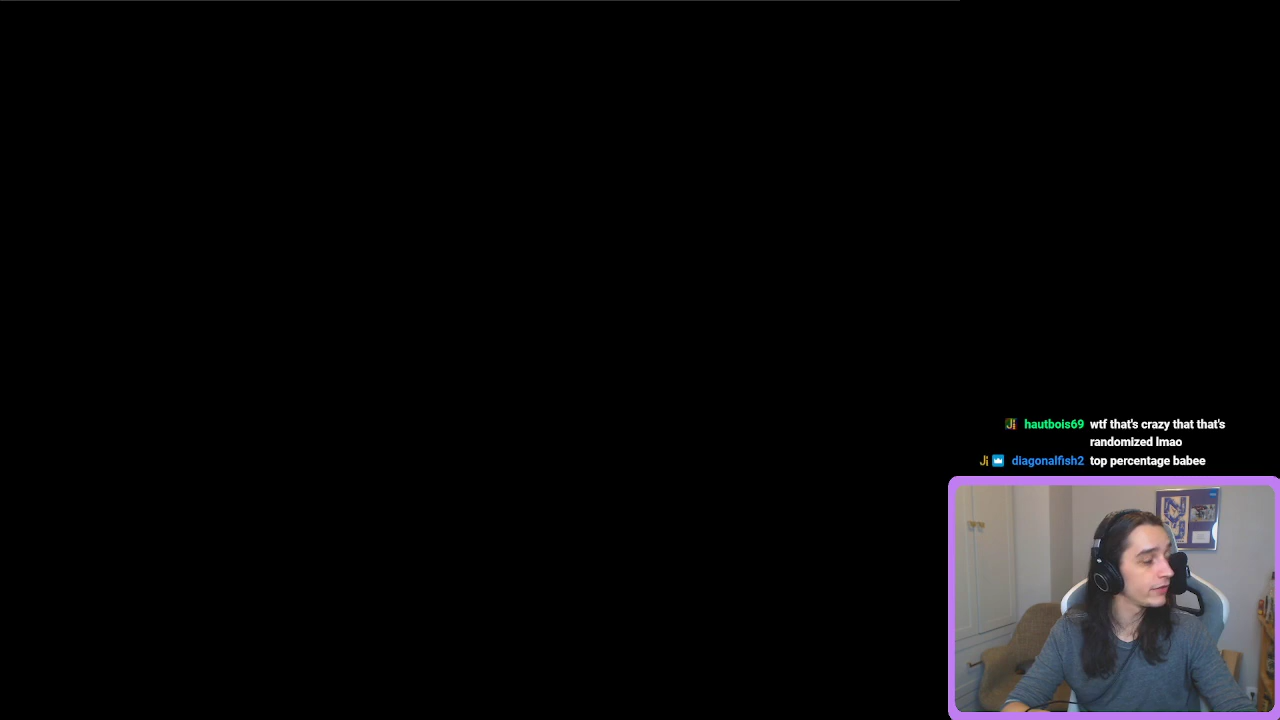 hautbois69 wtf that's crazy that that's
randomized lmao
diagonalfish2 top percentage babee